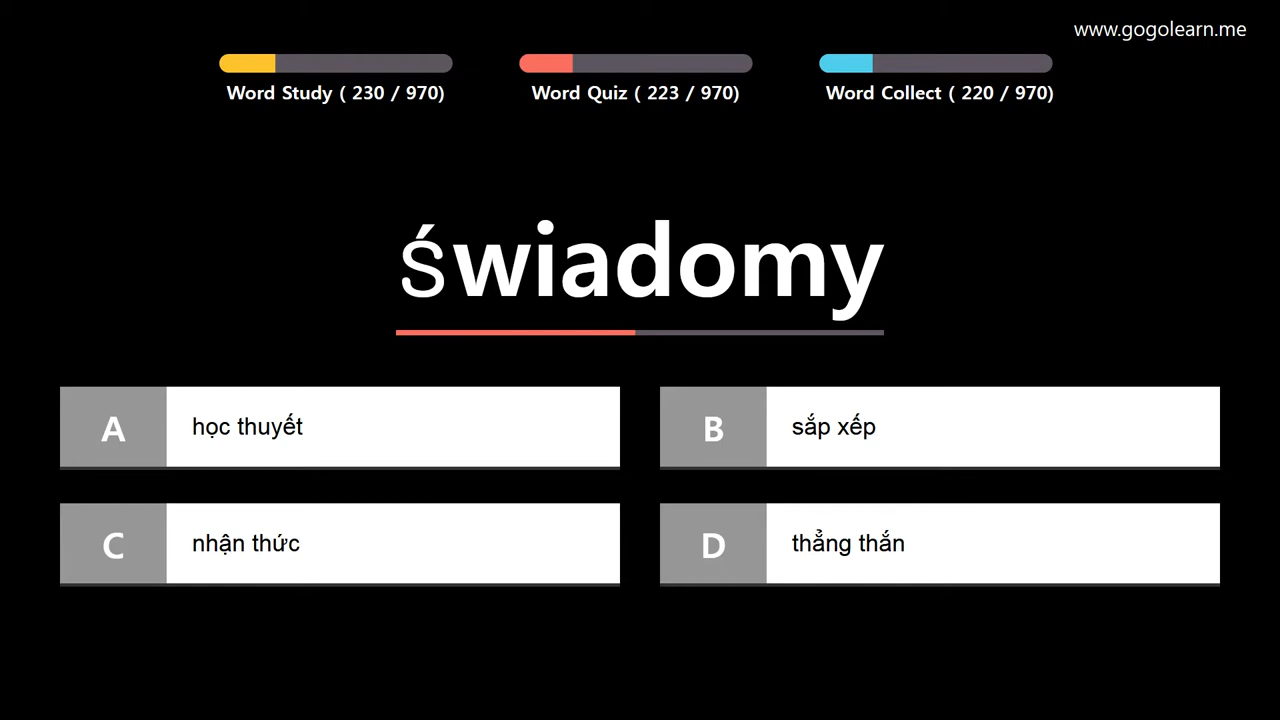 www.gogolearn.me
Word Study ( 230 / 970)
Word Quiz ( 223 / 970)
Word Collect ( 220 / 970)
świadomy
A học thuyết
B sắp xếp
C nhận thức
D thẳng thắn